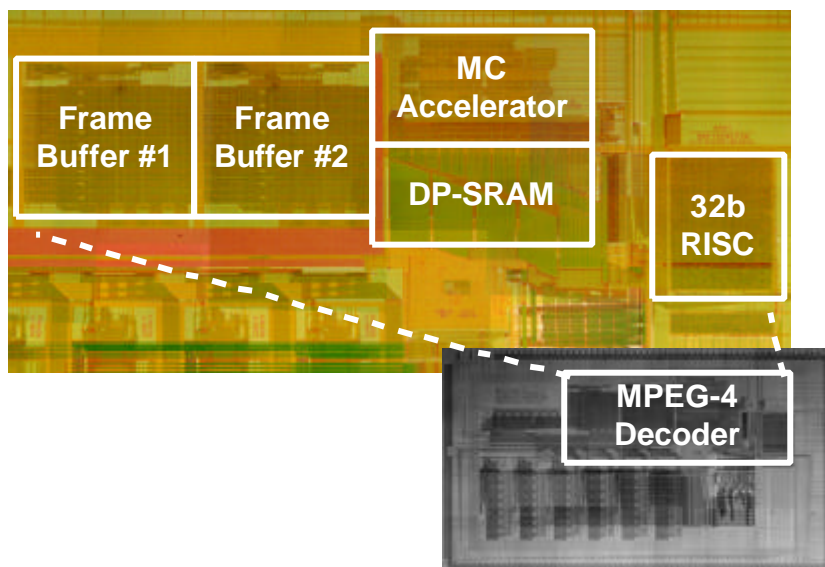 Frame
Buffer #1
Frame
Buffer #2
MC
Accelerator
DP-SRAM
32b
RISC
MPEG-4
Decoder